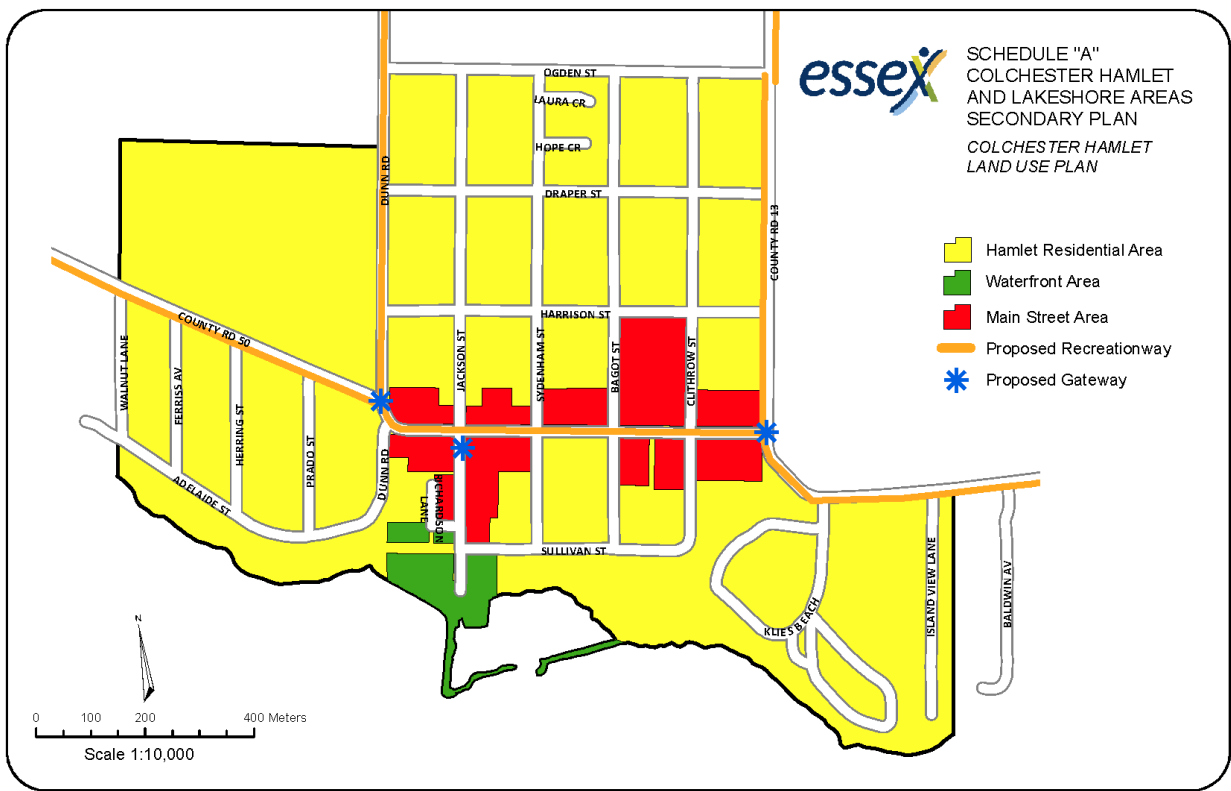 essex
SCHEDULE "A"
COLCHESTER HAMLET
AND LAKESHORE AREAS
SECONDARY PLAN
COLCHESTER HAMLET
LAND USE PLAN
Hamlet Residential Area
Waterfront Area
Main Street Area
Proposed Recreationway
Proposed Gateway
OGDEN ST
LAURA CR
HOPE CR
DUNN RD
DRAPER ST
COUNTY RD 13
HARRISON ST
COUNTY RD 50
WALNUT LANE
FERRISS AV
HERRING ST
PRADO ST
JACKSON ST
SYDENHAM ST
BAGOT ST
CLITHROW ST
DUNN RD
RICHARDSON
LANE
ADELAIDE ST
SULLIVAN ST
KLIES BEACH
ISLAND VIEW LANE
BALDWIN AV
N
0 100 200 400 Meters
Scale 1:10,000